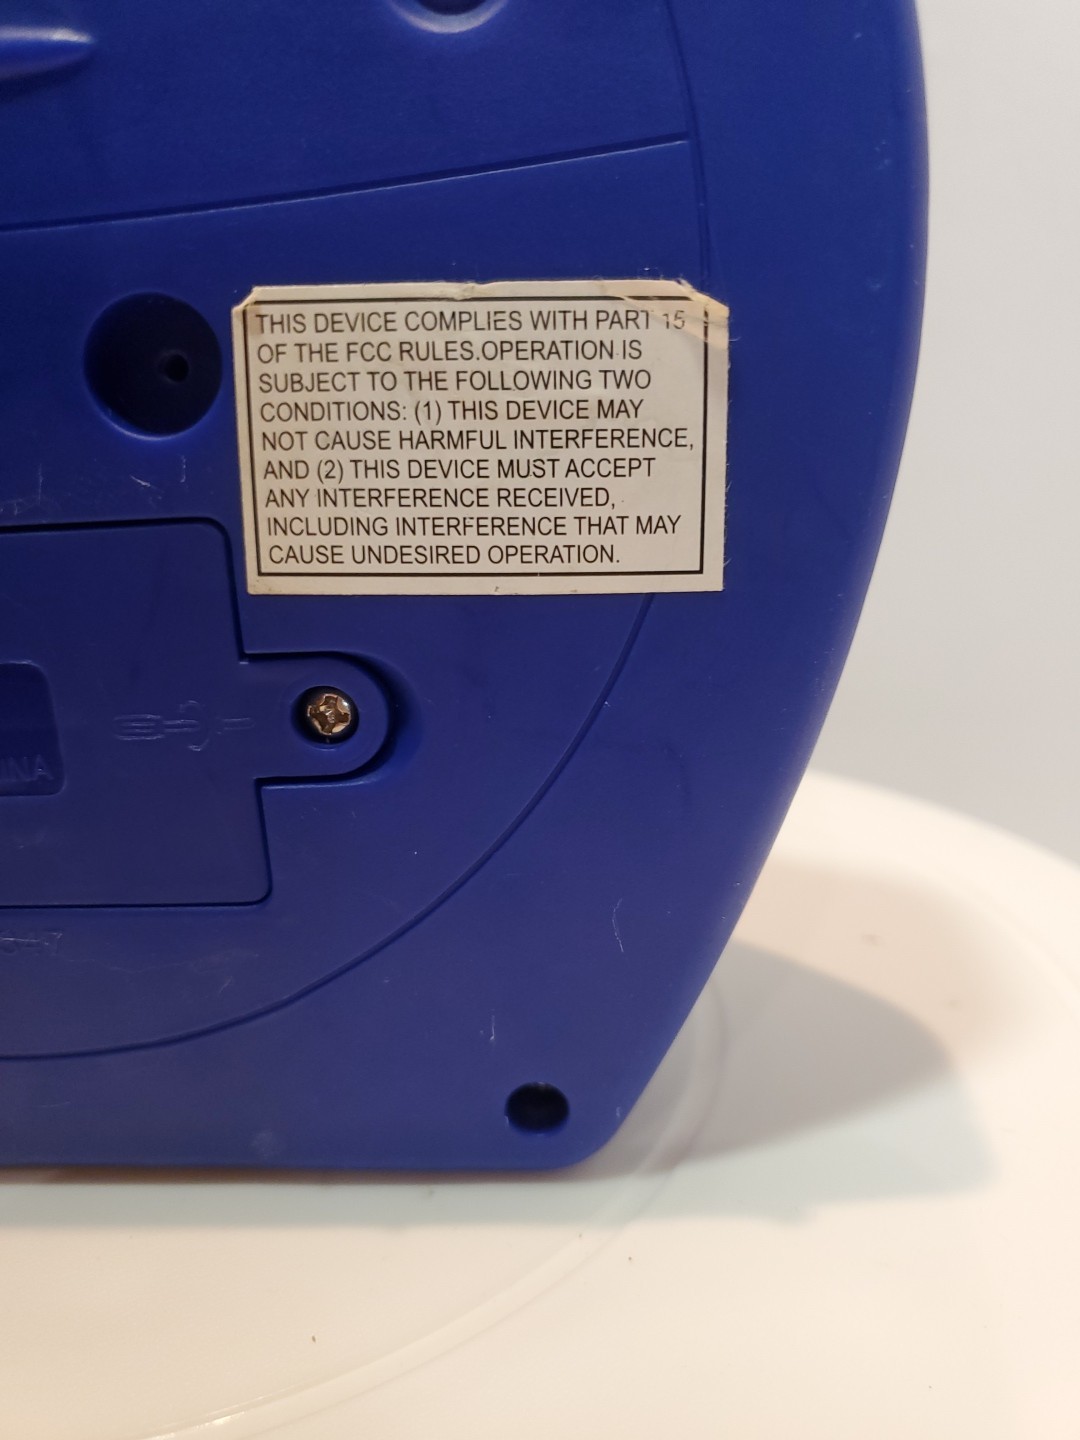 THIS DEVICE COMPLIES WITH PART 15
OF THE FCC RULES.OPERATION IS
SUBJECT TO THE FOLLOWING TWO
CONDITIONS: (1) THIS DEVICE MAY
NOT CAUSE HARMFUL INTERFERENCE,
AND (2) THIS DEVICE MUST ACCEPT
ANY INTERFERENCE RECEIVED,
INCLUDING INTERFERENCE THAT MAY
CAUSE UNDESIRED OPERATION.